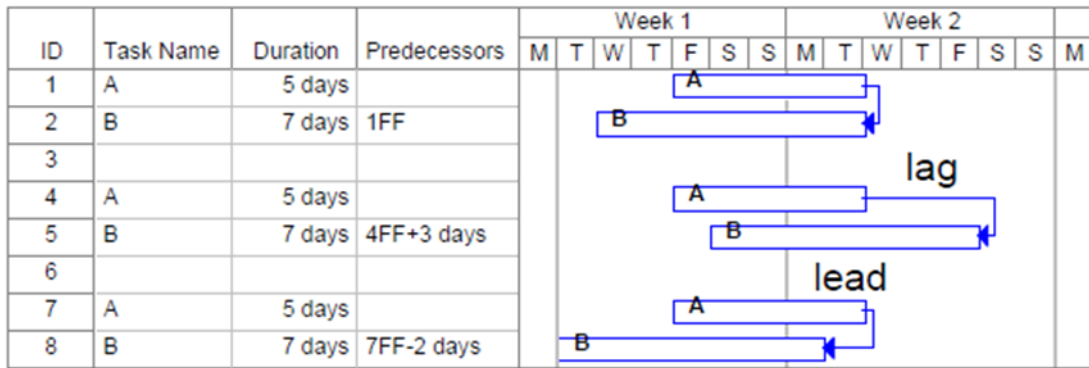 Week 1 Week 2
ID Task Name Duration Predecessors M T W T F S S M T W T F S S M
1 A 5 days A
2 B 7 days 1FF B
3
lag
4 A 5 days A
5 B 7 days 4FF+3 days B
6
lead
7 A 5 days A
8 B 7 days 7FF-2 days B